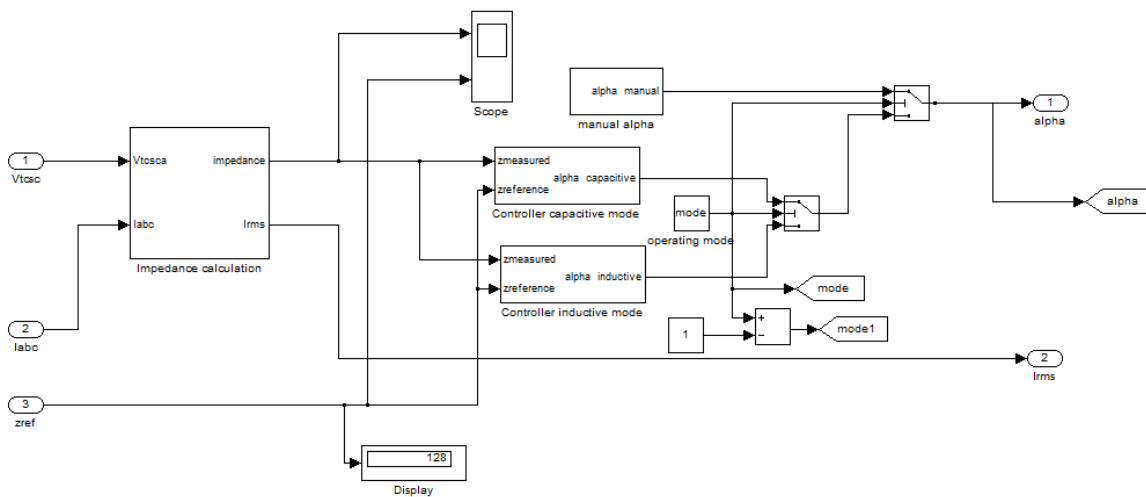 Scope
alpha manual
manual alpha
1
alpha
1
Vtcsc
Vtcsca
impedance
Iabc
Irms
Impedance calculation
zmeasured
alpha capacitive
zreference
Controller capacitive mode
mode
operating mode
alpha
zmeasured
alpha inductive
zreference
Controller inductive mode
mode
+
−
mode1
1
2
Iabc
2
Irms
3
zref
128
Display